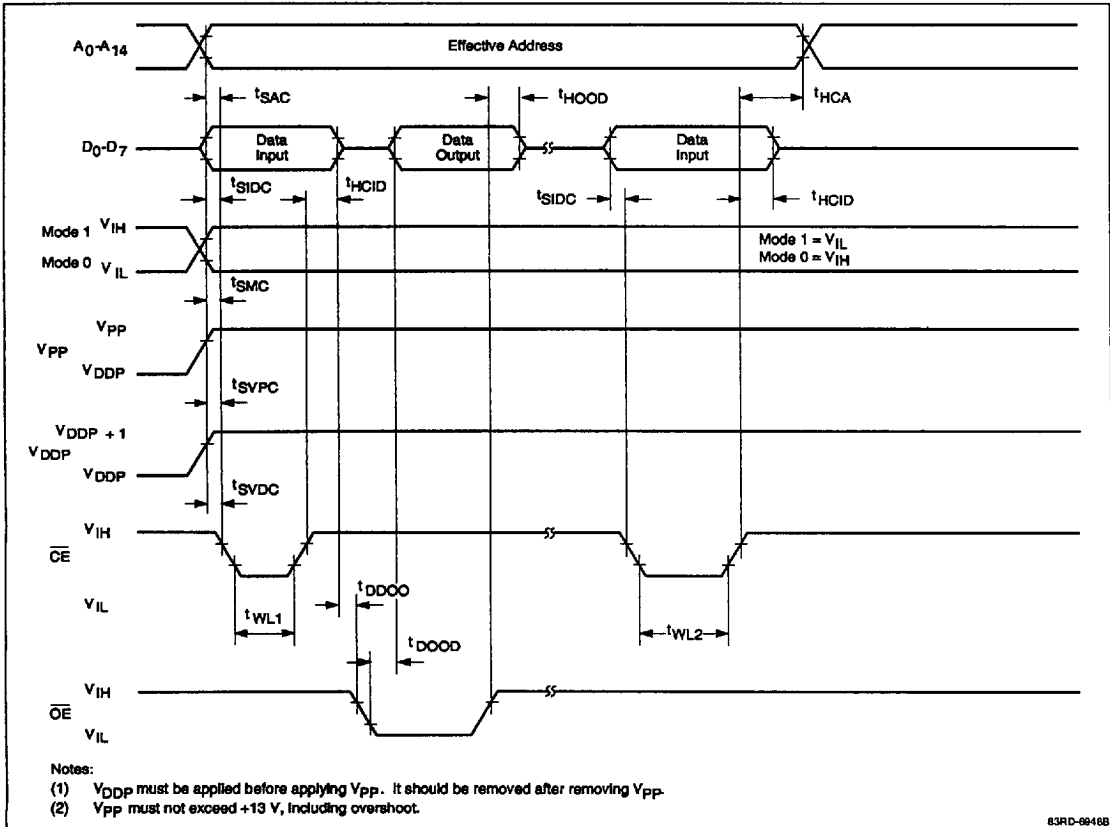 A0-A14
Effective Address
tSAC
tHOOD
tHCA
D0-D7
Data Input
Data Output
Data Input
tSIDC
tHCID
tSIDC
tHCID
Mode 1 VIH
Mode 0 VIL
Mode 1 = VIL
Mode 0 = VIH
tSMC
VPP
VPP
VDDP
tSVPC
VDDP + 1
VDDP
VDDP
tSVDC
VIH
CE
VIL
tDDOO
tWL1
tDOOD
tWL2
VIH
OE
VIL
Notes:
(1) VDDP must be applied before applying VPP. It should be removed after removing VPP.
(2) VPP must not exceed +13 V, including overshoot.
83RD-6946B